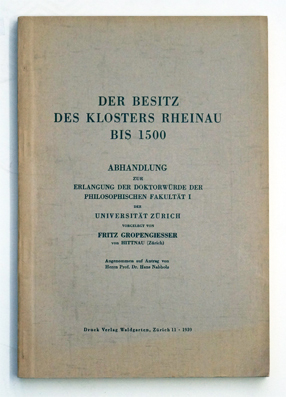 DER BESITZ
DES KLOSTERS RHEINAU
BIS 1500
ABHANDLUNG
ZUR
ERLANGUNG DER DOKTORWÜRDE DER
PHILOSOPHISCHEN FAKULTÄT I
DER
UNIVERSITÄT ZÜRICH
VORGELEGT VON
FRITZ GROPENGIESSER
von HITTNAU (Zürich)
Angenommen auf Antrag von
Herrn Prof. Dr. Hans Nabholz
Druck Verlag Waldgarten, Zürich 11 - 1939